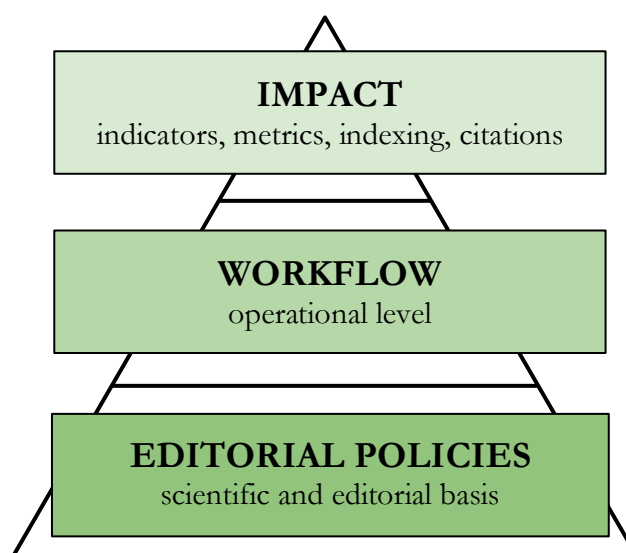 IMPACT
indicators, metrics, indexing, citations
WORKFLOW
operational level
EDITORIAL POLICIES
scientific and editorial basis